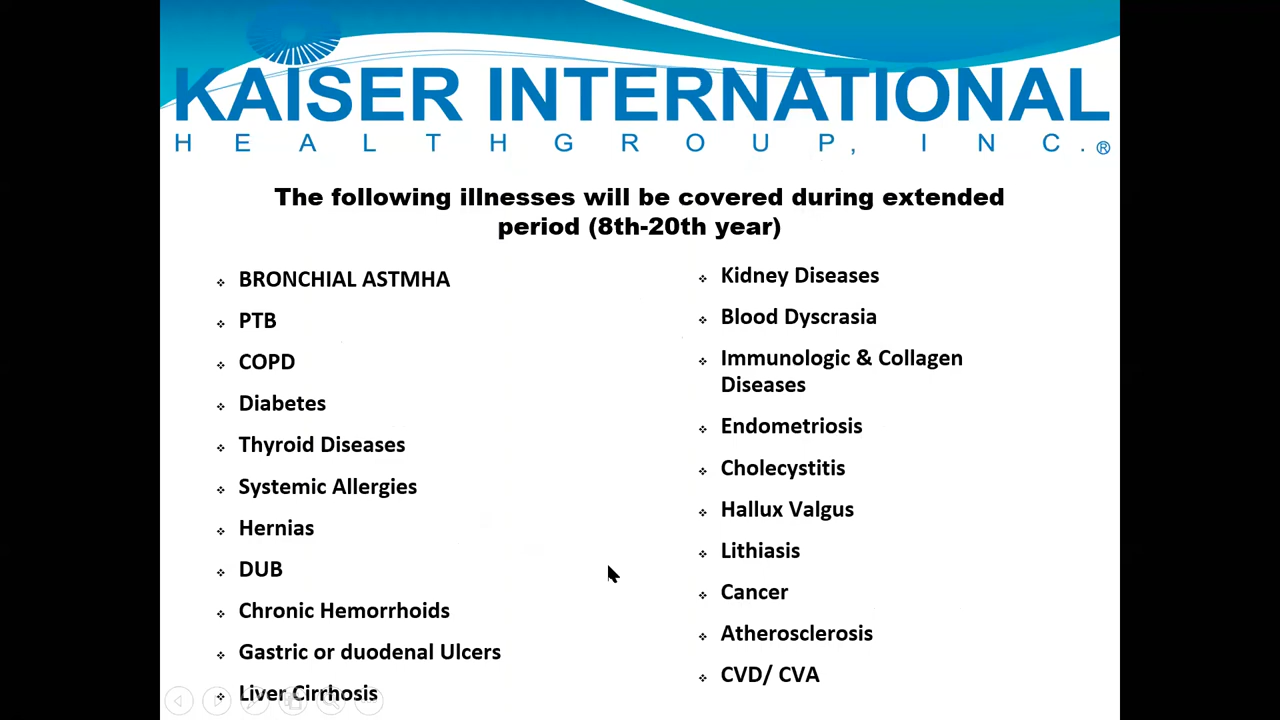 KAISER INTERNATIONAL
HEALTHGROUP, INC.®
The following illnesses will be covered during extended
period (8th-20th year)
❖ BRONCHIAL ASTMHA
❖ PTB
❖ COPD
❖ Diabetes
❖ Thyroid Diseases
❖ Systemic Allergies
❖ Hernias
❖ DUB
❖ Chronic Hemorrhoids
❖ Gastric or duodenal Ulcers
❖ Liver Cirrhosis
❖ Kidney Diseases
❖ Blood Dyscrasia
❖ Immunologic & Collagen
Diseases
❖ Endometriosis
❖ Cholecystitis
❖ Hallux Valgus
❖ Lithiasis
❖ Cancer
❖ Atherosclerosis
❖ CVD/ CVA